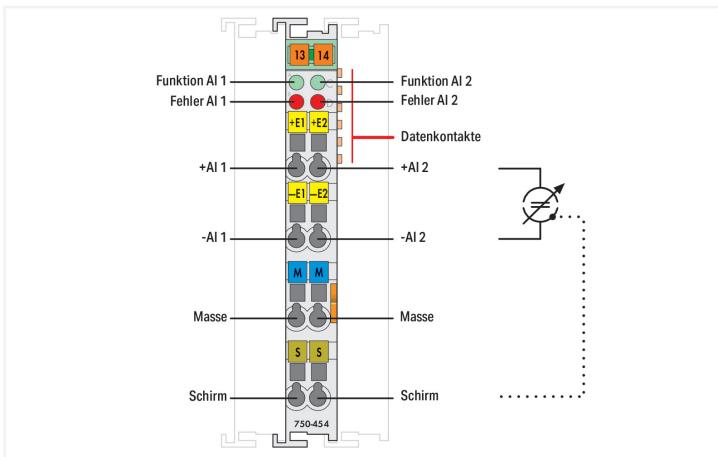 13 14
Funktion AI 1
Funktion AI 2
C
Fehler AI 1
Fehler AI 2
D
+E1 +E2
Datenkontakte
+AI 1
+AI 2
–E1 –E2
-AI 1
-AI 2
M M
Masse
Masse
S S
Schirm
Schirm
750-454